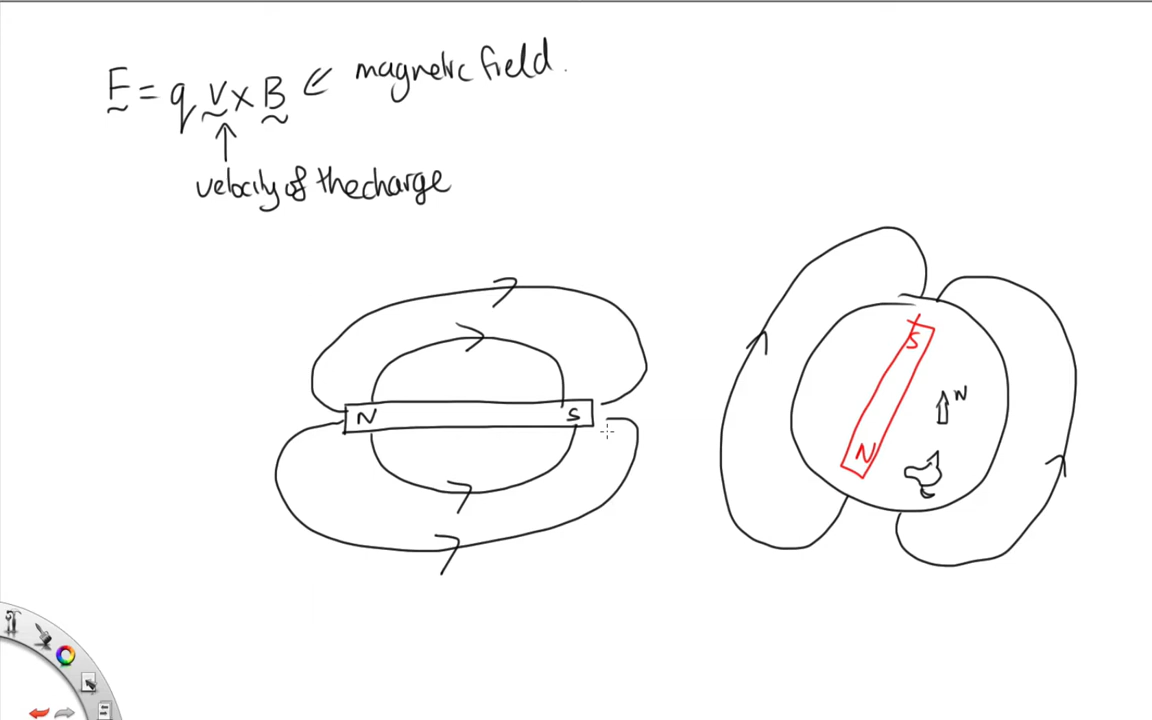 F = q v × B ⇐ magnetic field.
↑
velocity of the charge
N S
S
N
N